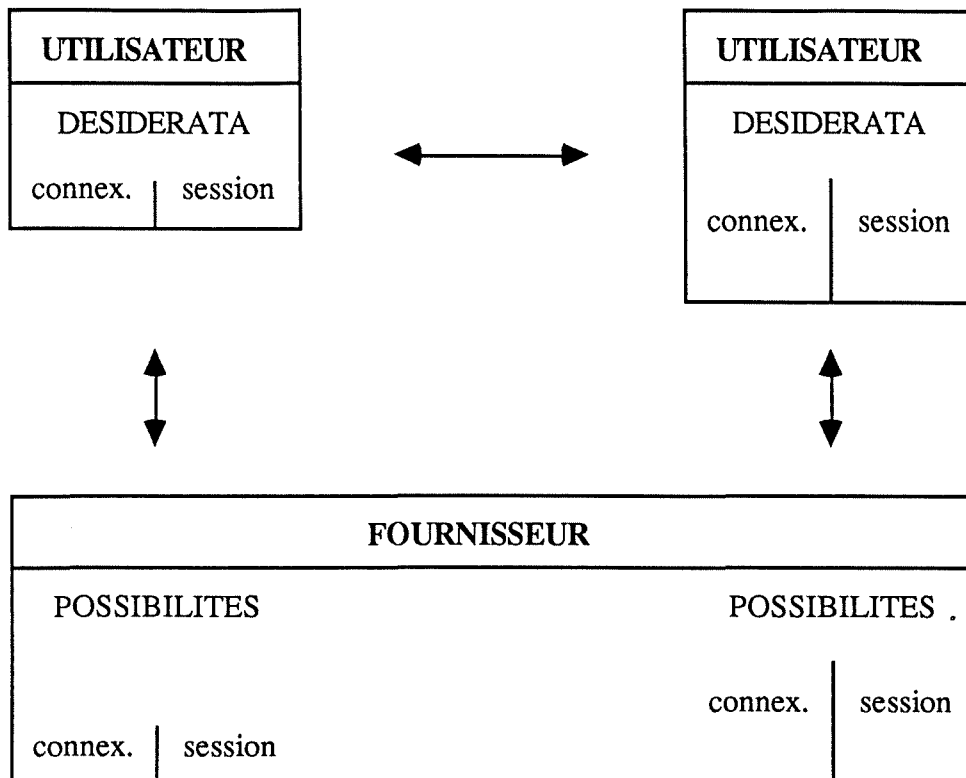 UTILISATEUR
DESIDERATA
connex. session
UTILISATEUR
DESIDERATA
connex. session
FOURNISSEUR
POSSIBILITES
connex. session
POSSIBILITES
connex. session